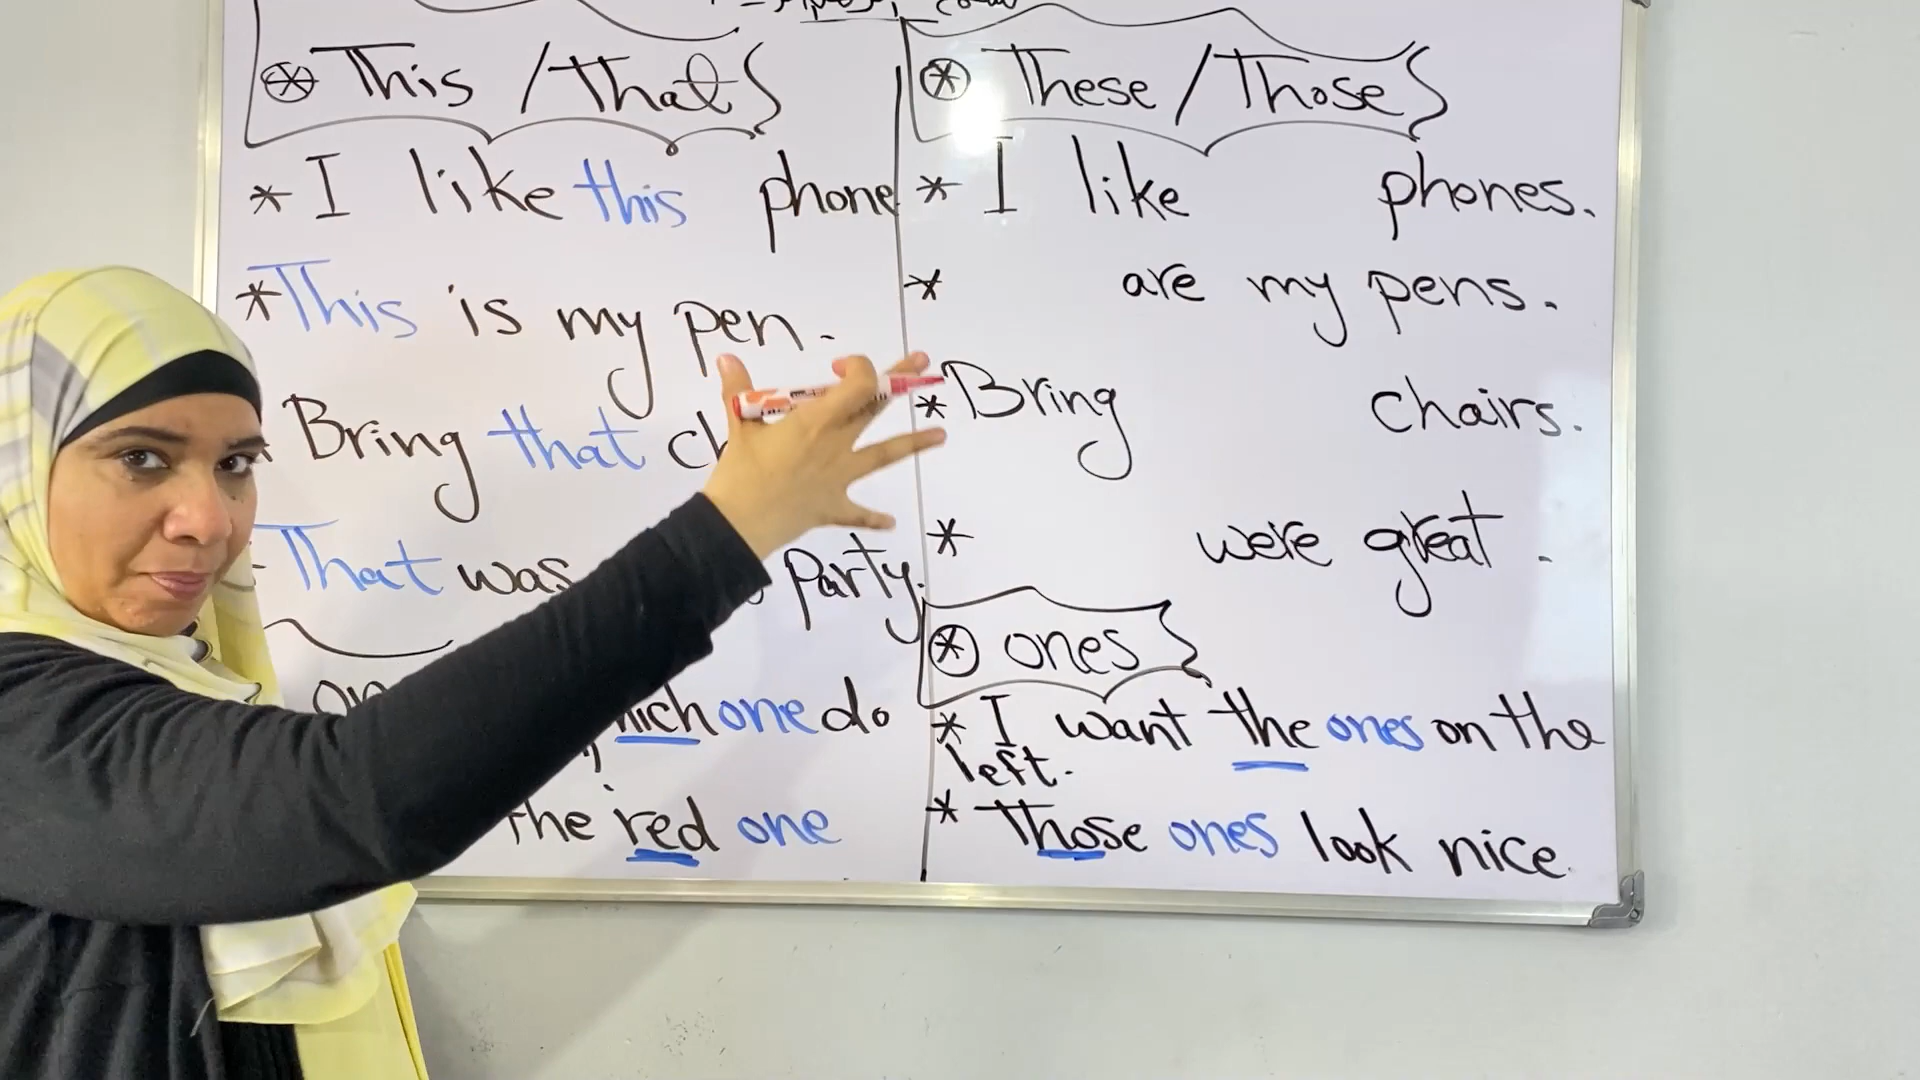 This / That
* I like this phone
* This is my pen.
Bring that
That was party.
which one do
the red one
These / Those
* I like phones.
* are my pens.
* Bring chairs.
* were great.
ones
* I want the ones on the
left.
* Those ones look nice.